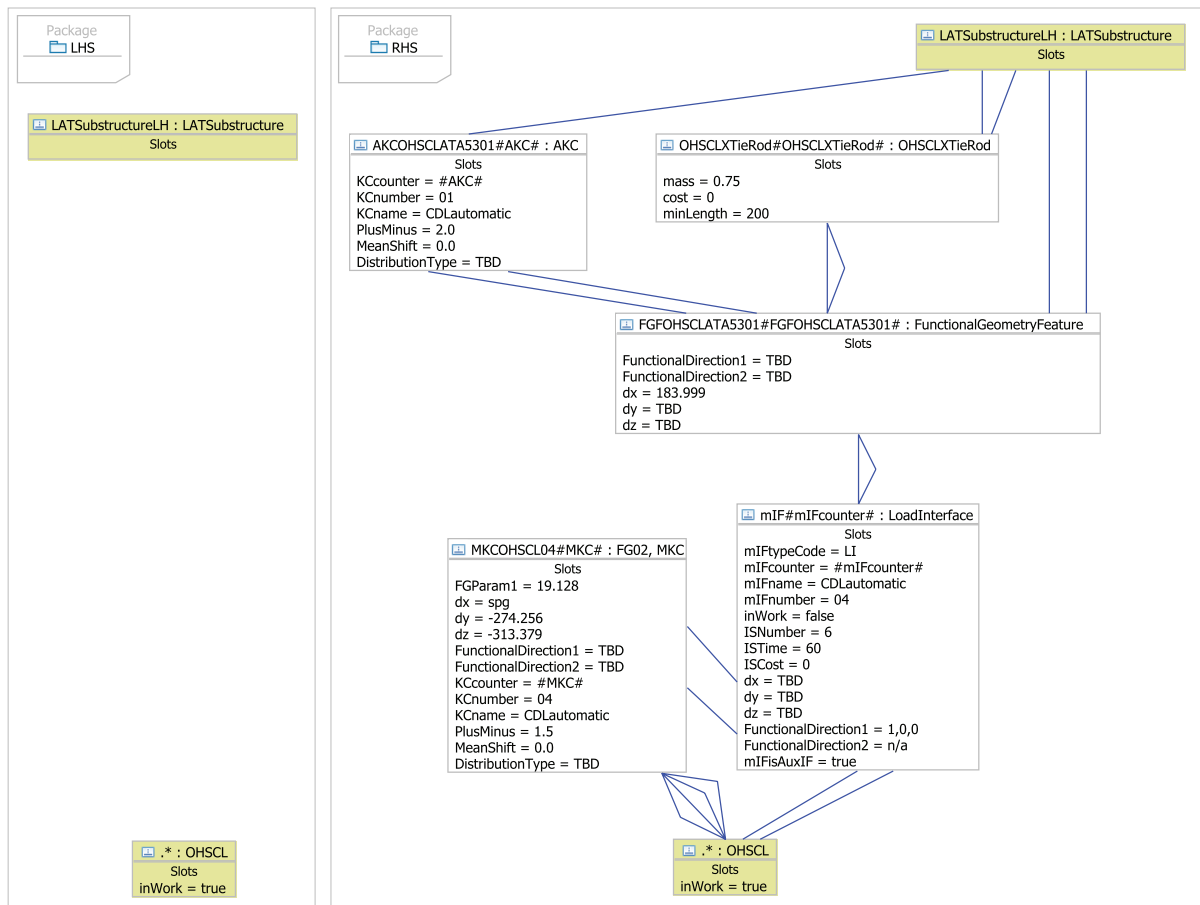 Package
LHS
LATSubstructureLH : LATSubstructure
Slots
.* : OHSCL
Slots
inWork = true
Package
RHS
LATSubstructureLH : LATSubstructure
Slots
AKCOHSCLATA5301#AKC# : AKC
Slots
KCcounter = #AKC#
KCnumber = 01
KCname = CDLautomatic
PlusMinus = 2.0
MeanShift = 0.0
DistributionType = TBD
OHSCLXTieRod#OHSCLXTieRod# : OHSCLXTieRod
Slots
mass = 0.75
cost = 0
minLength = 200
FGFOHSCLATA5301#FGFOHSCLATA5301# : FunctionalGeometryFeature
Slots
FunctionalDirection1 = TBD
FunctionalDirection2 = TBD
dx = 183.999
dy = TBD
dz = TBD
MKCOHSCL04#MKC# : FG02, MKC
Slots
FGParam1 = 19.128
dx = spg
dy = -274.256
dz = -313.379
FunctionalDirection1 = TBD
FunctionalDirection2 = TBD
KCcounter = #MKC#
KCnumber = 04
KCname = CDLautomatic
PlusMinus = 1.5
MeanShift = 0.0
DistributionType = TBD
mIF#mIFcounter# : LoadInterface
Slots
mIFtypeCode = LI
mIFcounter = #mIFcounter#
mIFname = CDLautomatic
mIFnumber = 04
inWork = false
ISNumber = 6
ISTime = 60
ISCost = 0
dx = TBD
dy = TBD
dz = TBD
FunctionalDirection1 = 1,0,0
FunctionalDirection2 = n/a
mIFisAuxIF = true
.* : OHSCL
Slots
inWork = true